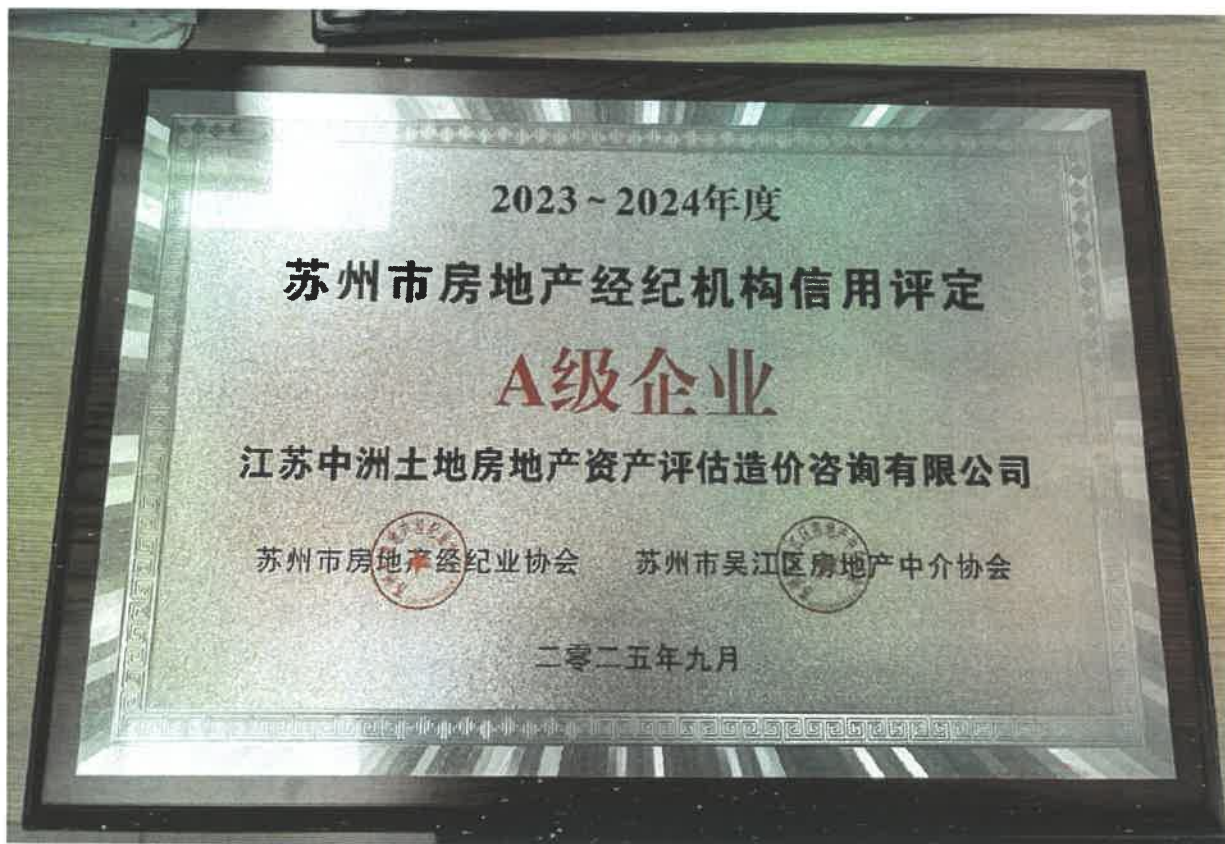 2023~2024年度
苏州市房地产经纪机构信用评定
A级企业
江苏中洲土地房地产资产评估造价咨询有限公司
苏州市房地产经纪业协会 苏州市吴江区房地产中介协会
二零二五年九月